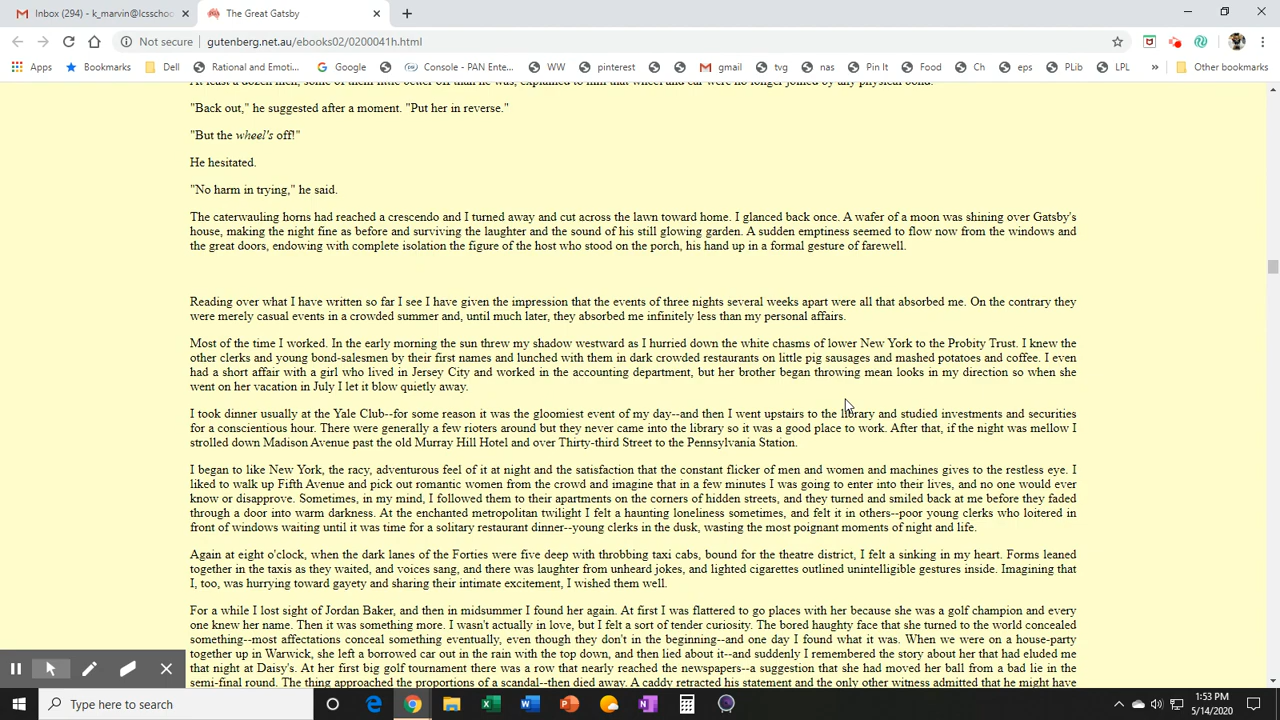 Inbox (294) - k_marvin@lcsschoo
The Great Gatsby
Not secure
gutenberg.net.au/ebooks02/0200041h.html
Apps
Bookmarks
Dell
Rational and Emoti...
Google
Console - PAN Ente...
WW
pinterest
gmail
tvg
nas
Pin It
Food
Ch
eps
PLib
LPL
»
Other bookmarks
At least a dozen men, some of them little better off than he was, explained to him that wheel and car were no longer joined by any physical bond.
"Back out," he suggested after a moment. "Put her in reverse."
"But the wheel's off!"
He hesitated.
"No harm in trying," he said.
The caterwauling horns had reached a crescendo and I turned away and cut across the lawn toward home. I glanced back once. A wafer of a moon was shining over Gatsby's
house, making the night fine as before and surviving the laughter and the sound of his still glowing garden. A sudden emptiness seemed to flow now from the windows and
the great doors, endowing with complete isolation the figure of the host who stood on the porch, his hand up in a formal gesture of farewell.
Reading over what I have written so far I see I have given the impression that the events of three nights several weeks apart were all that absorbed me. On the contrary they
were merely casual events in a crowded summer and, until much later, they absorbed me infinitely less than my personal affairs.
Most of the time I worked. In the early morning the sun threw my shadow westward as I hurried down the white chasms of lower New York to the Probity Trust. I knew the
other clerks and young bond-salesmen by their first names and lunched with them in dark crowded restaurants on little pig sausages and mashed potatoes and coffee. I even
had a short affair with a girl who lived in Jersey City and worked in the accounting department, but her brother began throwing mean looks in my direction so when she
went on her vacation in July I let it blow quietly away.
I took dinner usually at the Yale Club--for some reason it was the gloomiest event of my day--and then I went upstairs to the library and studied investments and securities
for a conscientious hour. There were generally a few rioters around but they never came into the library so it was a good place to work. After that, if the night was mellow I
strolled down Madison Avenue past the old Murray Hill Hotel and over Thirty-third Street to the Pennsylvania Station.
I began to like New York, the racy, adventurous feel of it at night and the satisfaction that the constant flicker of men and women and machines gives to the restless eye. I
liked to walk up Fifth Avenue and pick out romantic women from the crowd and imagine that in a few minutes I was going to enter into their lives, and no one would ever
know or disapprove. Sometimes, in my mind, I followed them to their apartments on the corners of hidden streets, and they turned and smiled back at me before they faded
through a door into warm darkness. At the enchanted metropolitan twilight I felt a haunting loneliness sometimes, and felt it in others--poor young clerks who loitered in
front of windows waiting until it was time for a solitary restaurant dinner--young clerks in the dusk, wasting the most poignant moments of night and life.
Again at eight o'clock, when the dark lanes of the Forties were five deep with throbbing taxi cabs, bound for the theatre district, I felt a sinking in my heart. Forms leaned
together in the taxis as they waited, and voices sang, and there was laughter from unheard jokes, and lighted cigarettes outlined unintelligible gestures inside. Imagining that
I, too, was hurrying toward gayety and sharing their intimate excitement, I wished them well.
For a while I lost sight of Jordan Baker, and then in midsummer I found her again. At first I was flattered to go places with her because she was a golf champion and every
one knew her name. Then it was something more. I wasn't actually in love, but I felt a sort of tender curiosity. The bored haughty face that she turned to the world concealed
something--most affectations conceal something eventually, even though they don't in the beginning--and one day I found what it was. When we were on a house-party
together up in Warwick, she left a borrowed car out in the rain with the top down, and then lied about it--and suddenly I remembered the story about her that had eluded me
that night at Daisy's. At her first big golf tournament there was a row that nearly reached the newspapers--a suggestion that she had moved her ball from a bad lie in the
semi-final round. The thing approached the proportions of a scandal--then died away. A caddy retracted his statement and the only other witness admitted that he might have
Type here to search
1:53 PM
5/14/2020